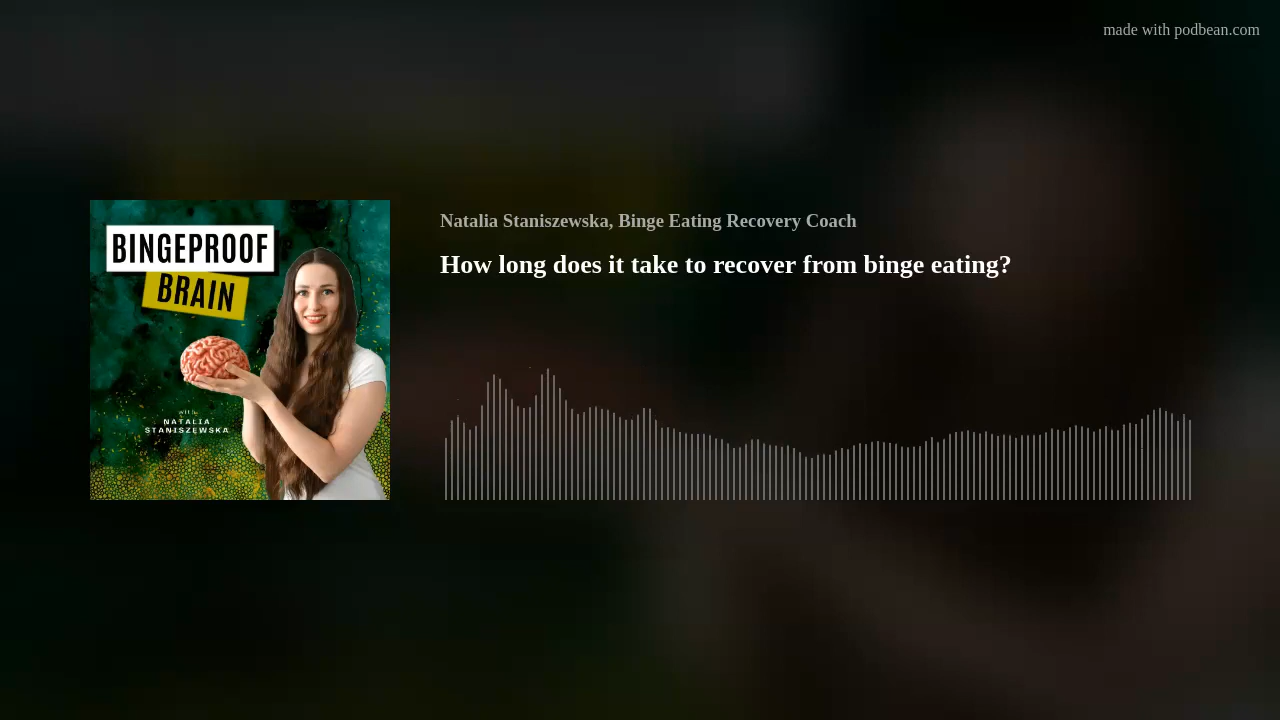 made with podbean.com
Natalia Staniszewska, Binge Eating Recovery Coach
How long does it take to recover from binge eating?
BINGEPROOF
BRAIN
with
NATALIA
STANISZEWSKA